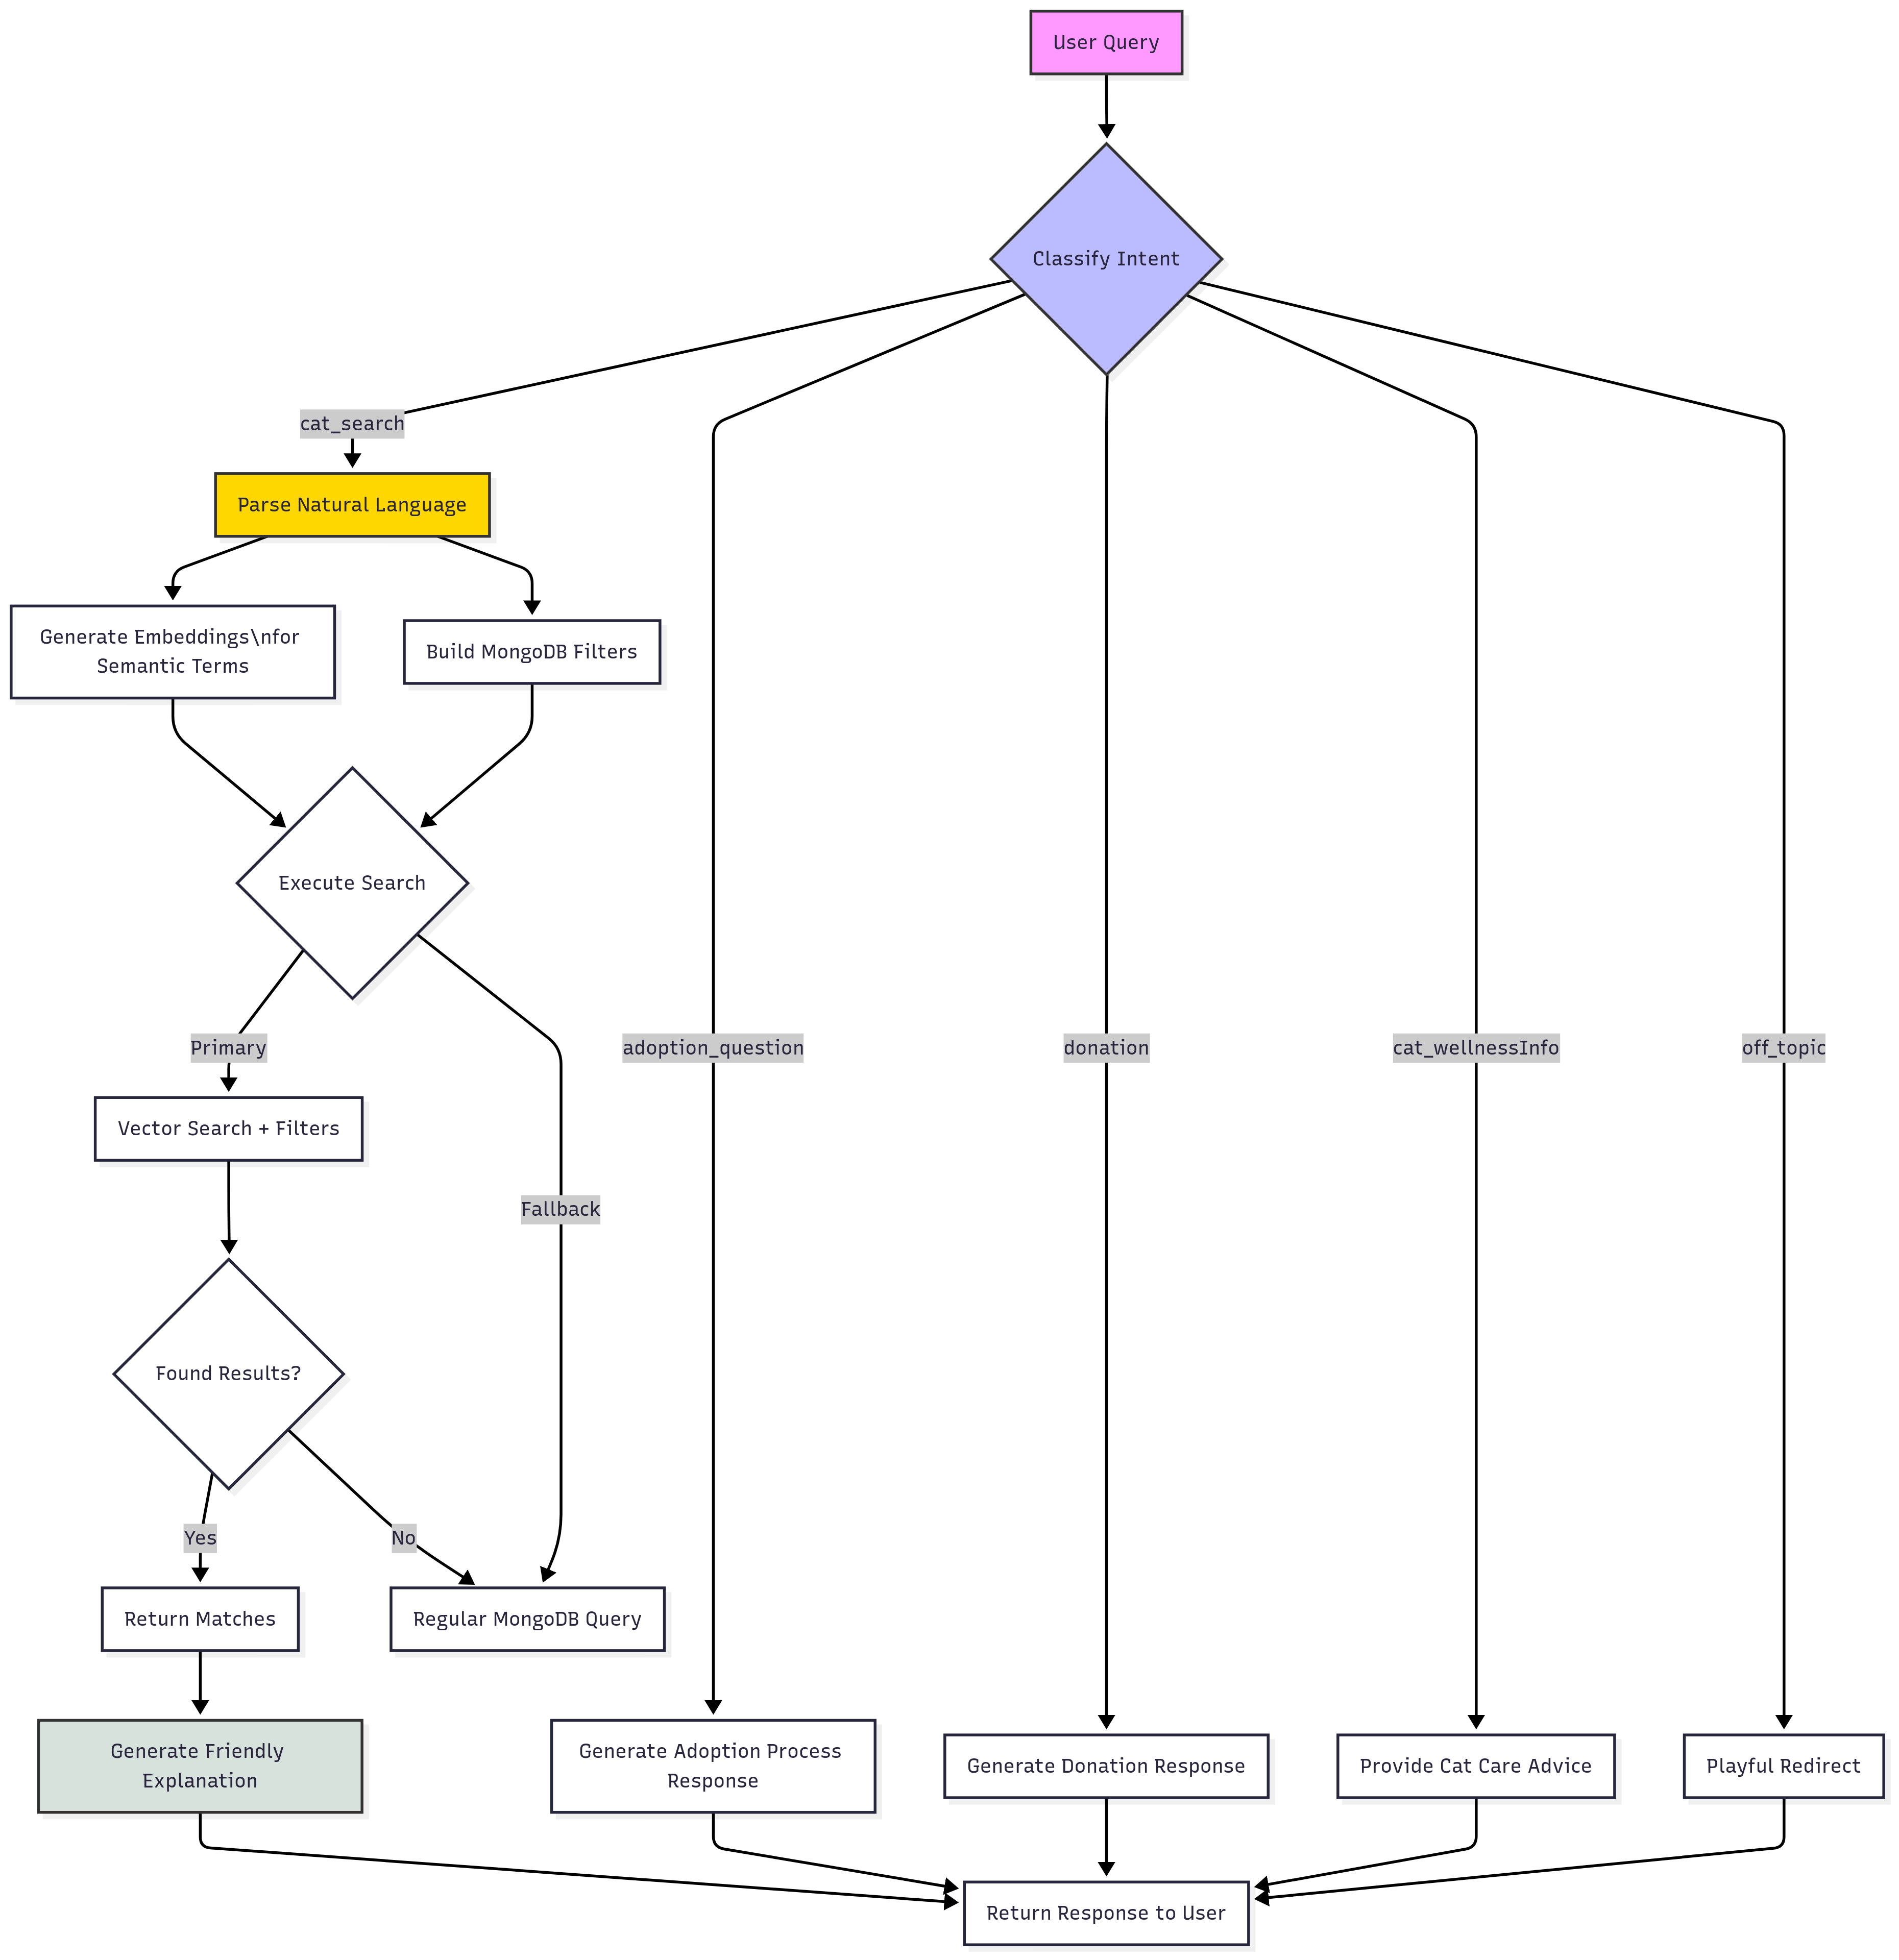 User Query
Classify Intent
cat_search
Parse Natural Language
Generate Embeddings\nfor
Semantic Terms
Build MongoDB Filters
Execute Search
Primary
adoption_question
donation
cat_wellnessInfo
off_topic
Vector Search + Filters
Fallback
Found Results?
Yes
No
Return Matches
Regular MongoDB Query
Generate Friendly
Explanation
Generate Adoption Process
Response
Generate Donation Response
Provide Cat Care Advice
Playful Redirect
Return Response to User